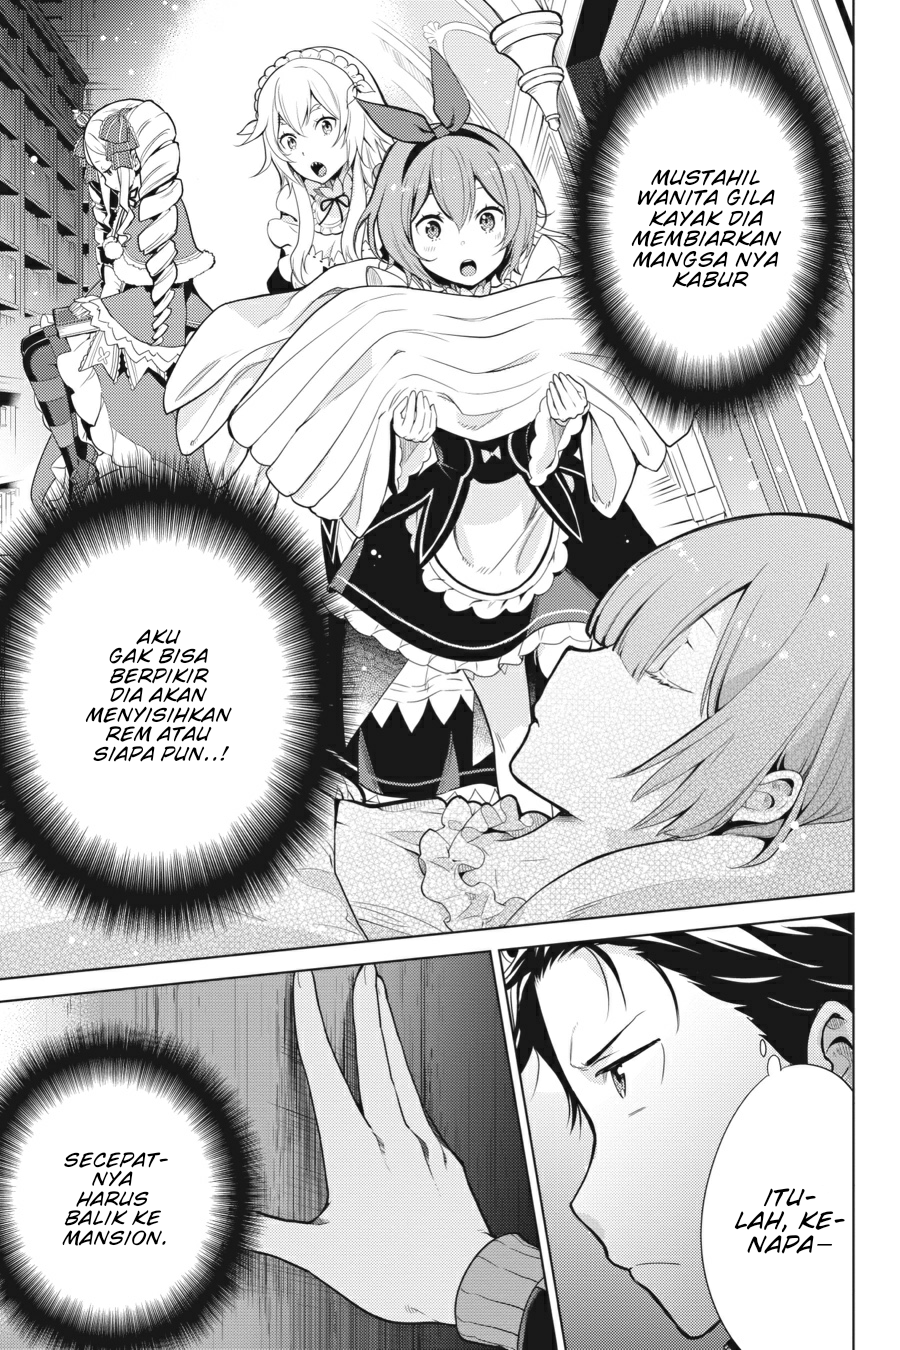 MUSTAHIL
WANITA GILA
KAYAK DIA
MEMBIARKAN
MANGSA NYA
KABUR
AKU
GAK BISA
BERPIKIR
DIA AKAN
MENYISIHKAN
REM ATAU
SIAPA PUN..!
ITU-
LAH, KE-
NAPA—
SECEPAT-
NYA
HARUS
BALIK KE
MANSION.